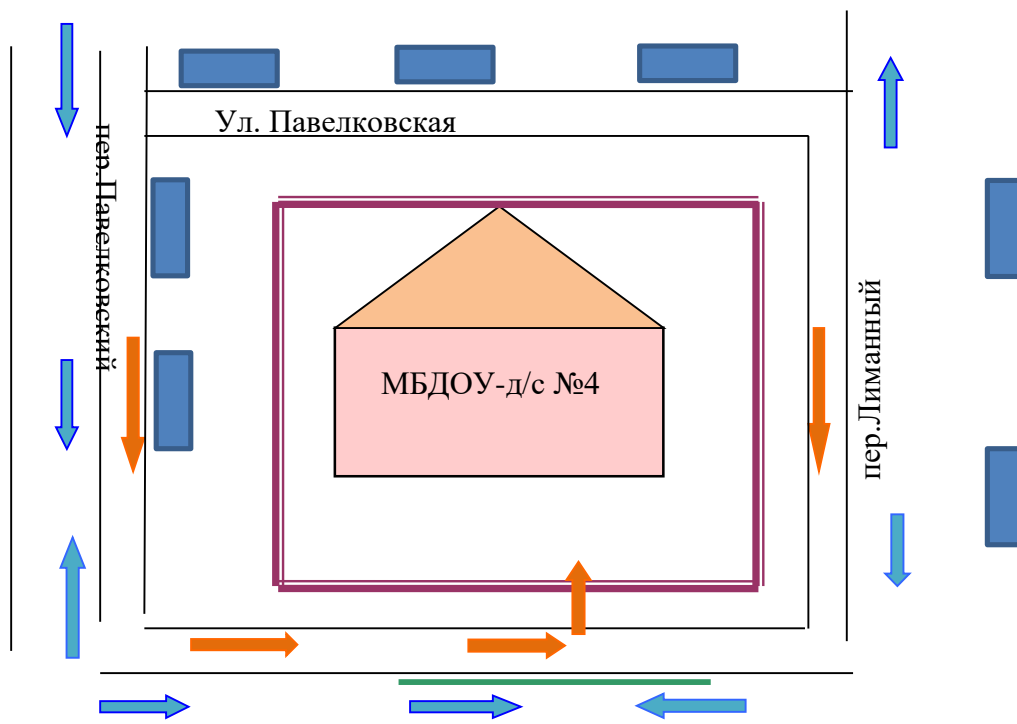 Ул. Павелковская
пер.Павелковский
МБДОУ-д/с №4
пер.Лиманный